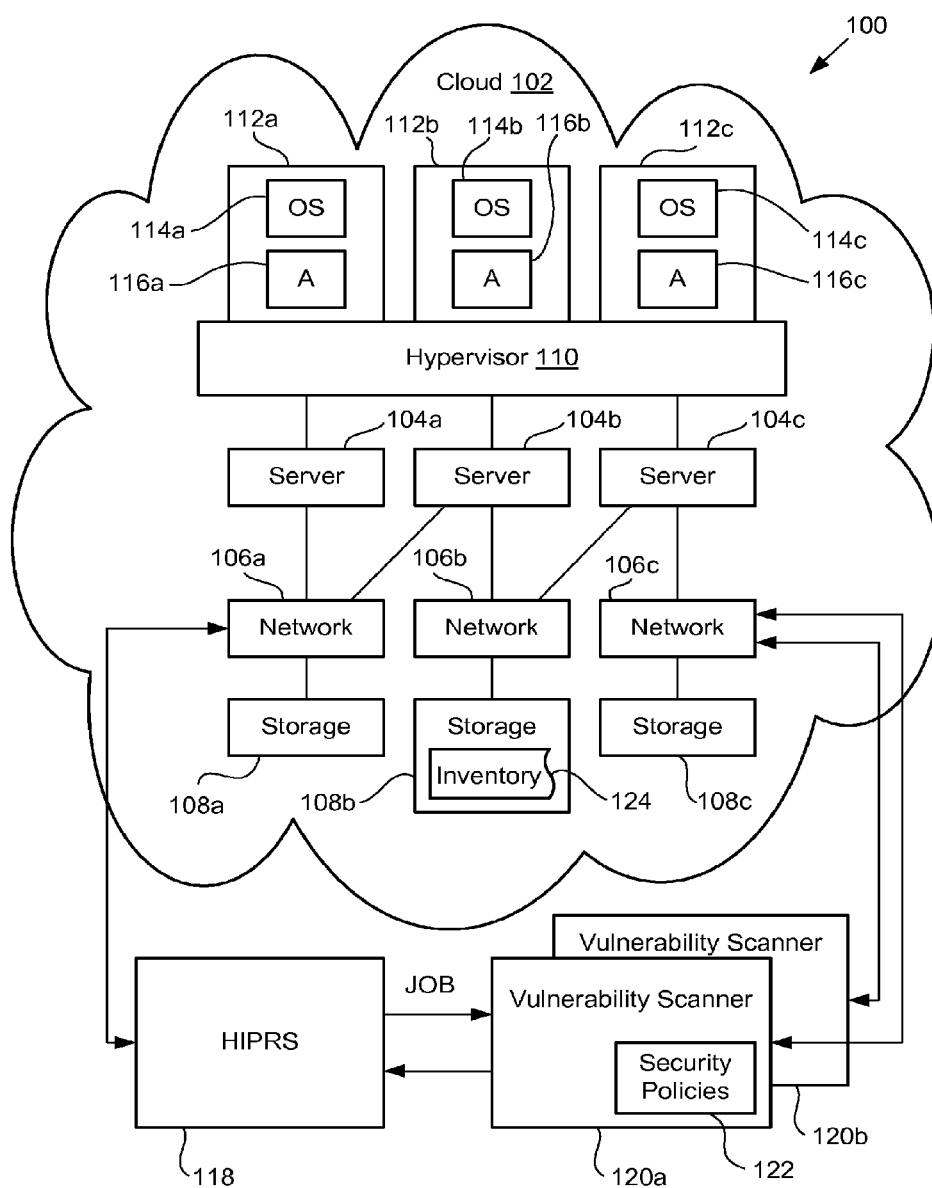 100
Cloud 102
112a
112b
114b
116b
112c
OS
OS
OS
114a
114c
A
A
A
116a
116c
Hypervisor 110
104a
104b
104c
Server
Server
Server
106a
106b
106c
Network
Network
Network
Storage
Storage
Storage
Inventory
108a
108b
124
108c
Vulnerability Scanner
JOB
Vulnerability Scanner
HIPRS
Security
Policies
120b
118
120a
122